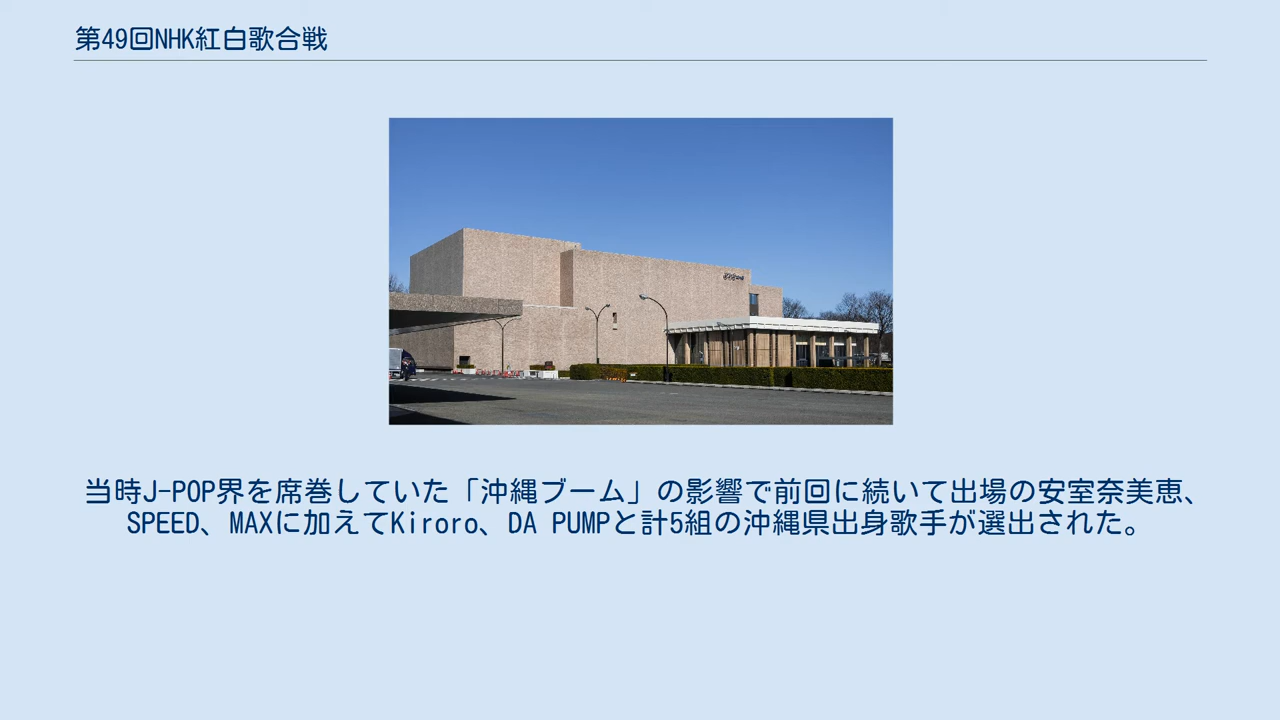 第49回NHK紅白歌合戦
当時J-POP界を席巻していた「沖縄ブーム」の影響で前回に続いて出場の安室奈美恵、
SPEED、MAXに加えてKiroro、DA PUMPと計5組の沖縄県出身歌手が選出された。